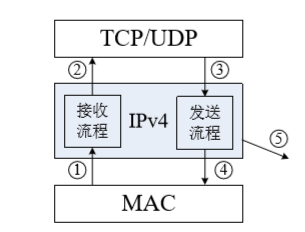 TCP/UDP
② ③
接收
流程
IPv4
发送
流程
⑤
① ④
MAC